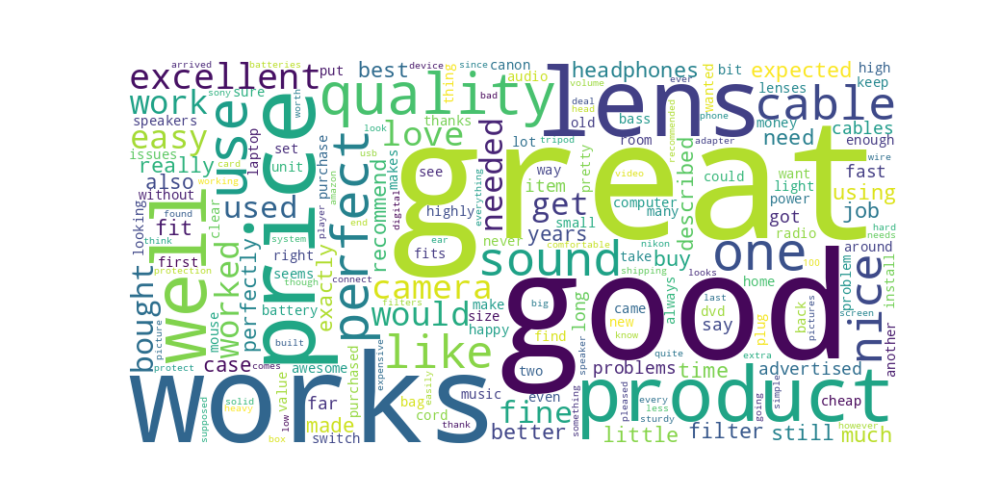 great
good
works
lens
price
product
quality
well
use
perfect
like
sound
one
nice
cable
excellent
work
easy
really
also
bought
worked
used
fit
love
camera
would
get
needed
fine
better
still
much
little
filter
time
problems
advertised
job
using
fast
need
buy
described
years
item
recommend
exactly
perfectly
case
made
far
best
headphones
expected
cables
money
got
say
long
happy
make
size
two
new
came
find
small
highly
fits
see
way
lot
old
bass
room
computer
many
could
take
home
radio
always
dvd
back
plug
problem
around
install
another
cheap
light
power
want
pretty
lenses
wanted
bit
high
keep
enough
wire
hard
needs
screen
looks
last
pictures
too
nikon
shipping
comfortable
never
everything
ear
digital
makes
thanks
audio
thing
canon
since
device
bad
put
batteries
arrived
speakers
issues
without
sure
sony
set
laptop
unit
card
working
worth
purchase
player
amazon
look
usb
end
right
clear
found
think
looking
first
protection
system
seems
though
battery
mouse
picture
protect
built
connect
filters
comes
awesome
expensive
purchased
value
solid
heavy
low
box
supposed
switch
bag
cord
easily
music
even
thank
speaker
something
big
know
quite
extra
every
less
sturdy
pleased
going
simple
however
deal
head
tripod
volume
ever
phone
adapter
recommended
video